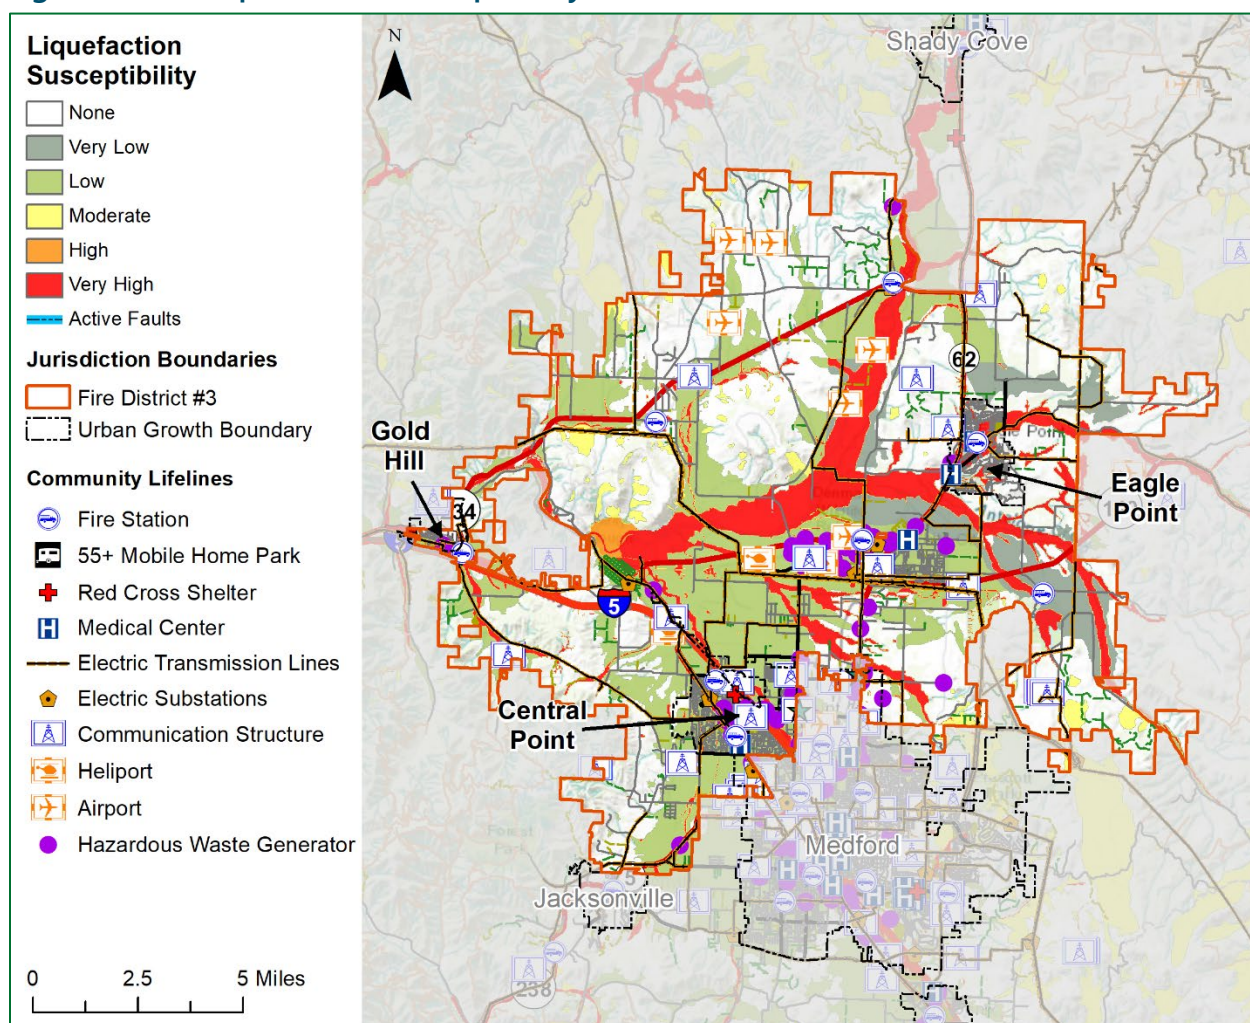 Liquefaction
Susceptibility
None
Very Low
Low
Moderate
High
Very High
Active Faults
Jurisdiction Boundaries
Fire District #3
Urban Growth Boundary
Community Lifelines
Fire Station
55+ Mobile Home Park
Red Cross Shelter
H Medical Center
Electric Transmission Lines
Electric Substations
Communication Structure
Heliport
Airport
Hazardous Waste Generator
0 2.5 5 Miles
N
Shady Cove
62
Gold
Hill
34
Eagle
Point
5
Central
Point
Medford
Jacksonville
238